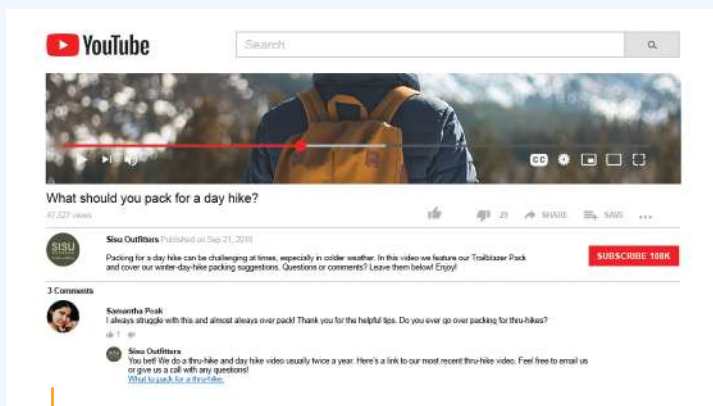 YouTube
Search
CC
What should you pack for a day hike?
47,527 views
29 SHARE SAVE ...
SISU
Sisu Outfitters Published on Sep 21, 2016
Packing for a day hike can be challenging at times, especially in colder weather. In this video we feature our Trailblazer Pack
and cover our winter-day-hike packing suggestions. Questions or comments? Leave them below! Enjoy!
SUBSCRIBE 108K
3 Comments
Samantha Peak
I always struggle with this and almost always over pack! Thank you for the helpful tips. Do you ever go over packing for thru-hikes?
1
Sisu Outfitters
You bet! We do a thru-hike and day hike video usually twice a year. Here's a link to our most recent thru-hike video. Feel free to email us
or give us a call with any questions!
What to pack for a thru-hike.